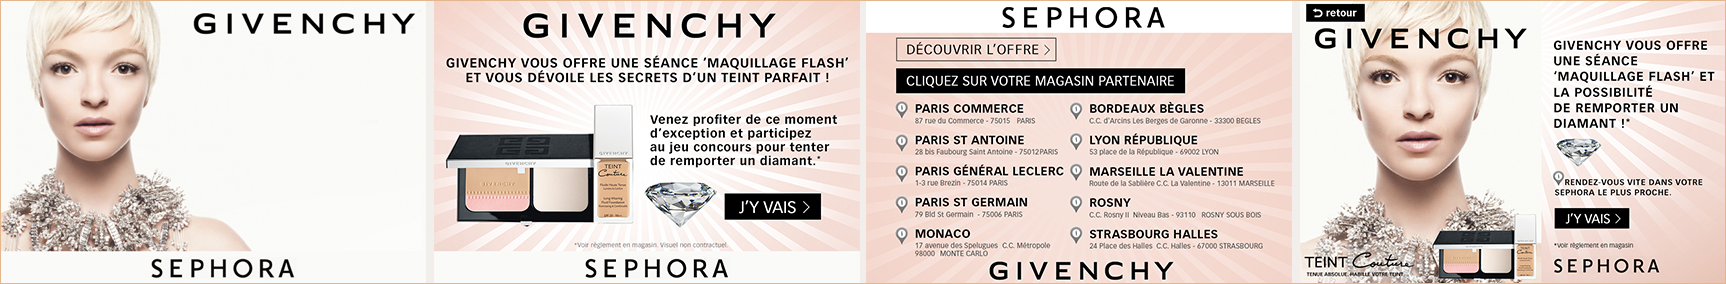 GIVENCHY
SEPHORA
GIVENCHY
GIVENCHY VOUS OFFRE UNE SÉANCE 'MAQUILLAGE FLASH'
ET VOUS DÉVOILE LES SECRETS D'UN TEINT PARFAIT !
Venez profiter de ce moment
d'exception et participez
au jeu concours pour tenter
de remporter un diamant.*
GIVENCHY
GIVENCHY
TEINT
Couture
J'Y VAIS >
*Voir règlement en magasin. Visuel non contractuel.
SEPHORA
SEPHORA
DÉCOUVRIR L'OFFRE >
CLIQUEZ SUR VOTRE MAGASIN PARTENAIRE
PARIS COMMERCE
87 rue du Commerce - 75015 PARIS
PARIS ST ANTOINE
28 bis Faubourg Saint Antoine - 75012PARIS
PARIS GÉNÉRAL LECLERC
1-3 rue Brezin - 75014 PARIS
PARIS ST GERMAIN
79 Bld St Germain - 75006 PARIS
MONACO
17 avenue des Spelugues C.C. Métropole
98000 MONTE CARLO
BORDEAUX BÈGLES
C.C. d'Arcins Les Berges de Garonne - 33300 BEGLES
LYON RÉPUBLIQUE
53 place de la République - 69002 LYON
MARSEILLE LA VALENTINE
Route de la Sablière C.C. La Valentine - 13011 MARSEILLE
ROSNY
C.C. Rosny II Niveau Bas - 93110 ROSNY SOUS BOIS
STRASBOURG HALLES
24 Place des Halles C.C. Halles - 67000 STRASBOURG
GIVENCHY
retour
GIVENCHY
GIVENCHY VOUS OFFRE
UNE SÉANCE
'MAQUILLAGE FLASH' ET
LA POSSIBILITÉ
DE REMPORTER UN
DIAMANT !*
RENDEZ-VOUS VITE DANS VOTRE
SEPHORA LE PLUS PROCHE.
J'Y VAIS >
*Voir règlement en magasin
SEPHORA
TEINT Couture
TENUE ABSOLUE. HABILLE VOTRE TEINT